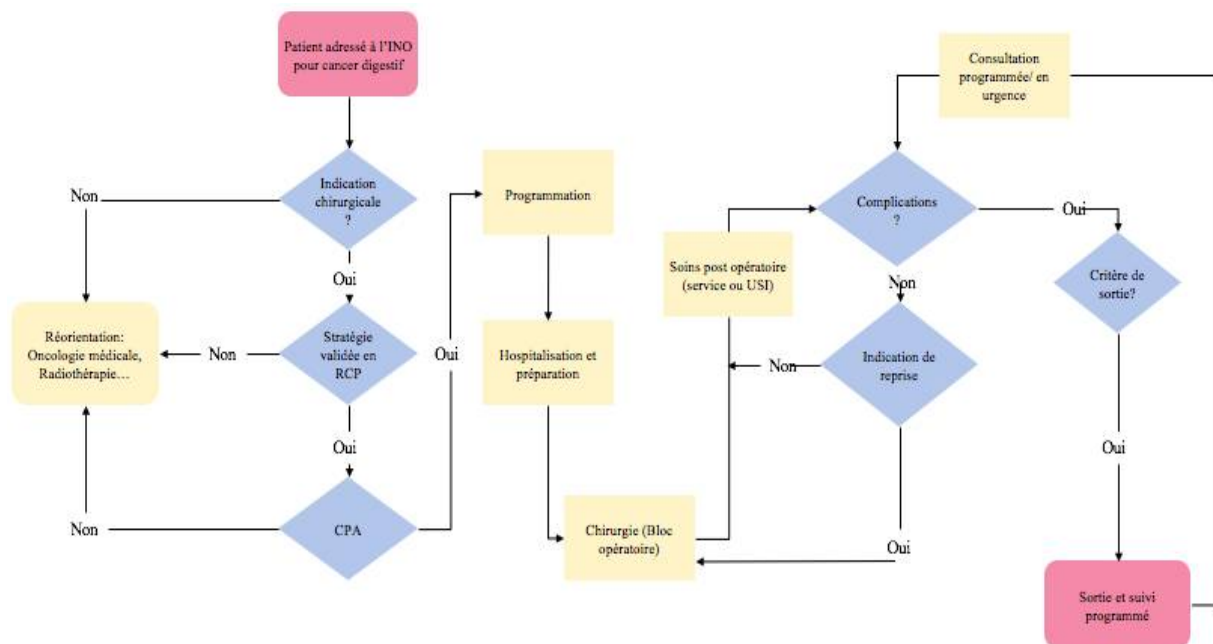 Patient adressé à l'INO
pour cancer digestif
Non
Indication
chirurgicale
?
Oui
Réorientation:
Oncologie médicale,
Radiothérapie…
Non
Stratégie
validée en
RCP
Oui
Non
CPA
Oui
Programmation
Hospitalisation et
préparation
Chirurgie (Bloc
opératoire)
Soins post opératoire
(service ou USI)
Consultation
programmée/ en
urgence
Complications
?
Oui
Non
Indication de
reprise
Non
Oui
Critère de
sortie?
Oui
Sortie et suivi
programmé